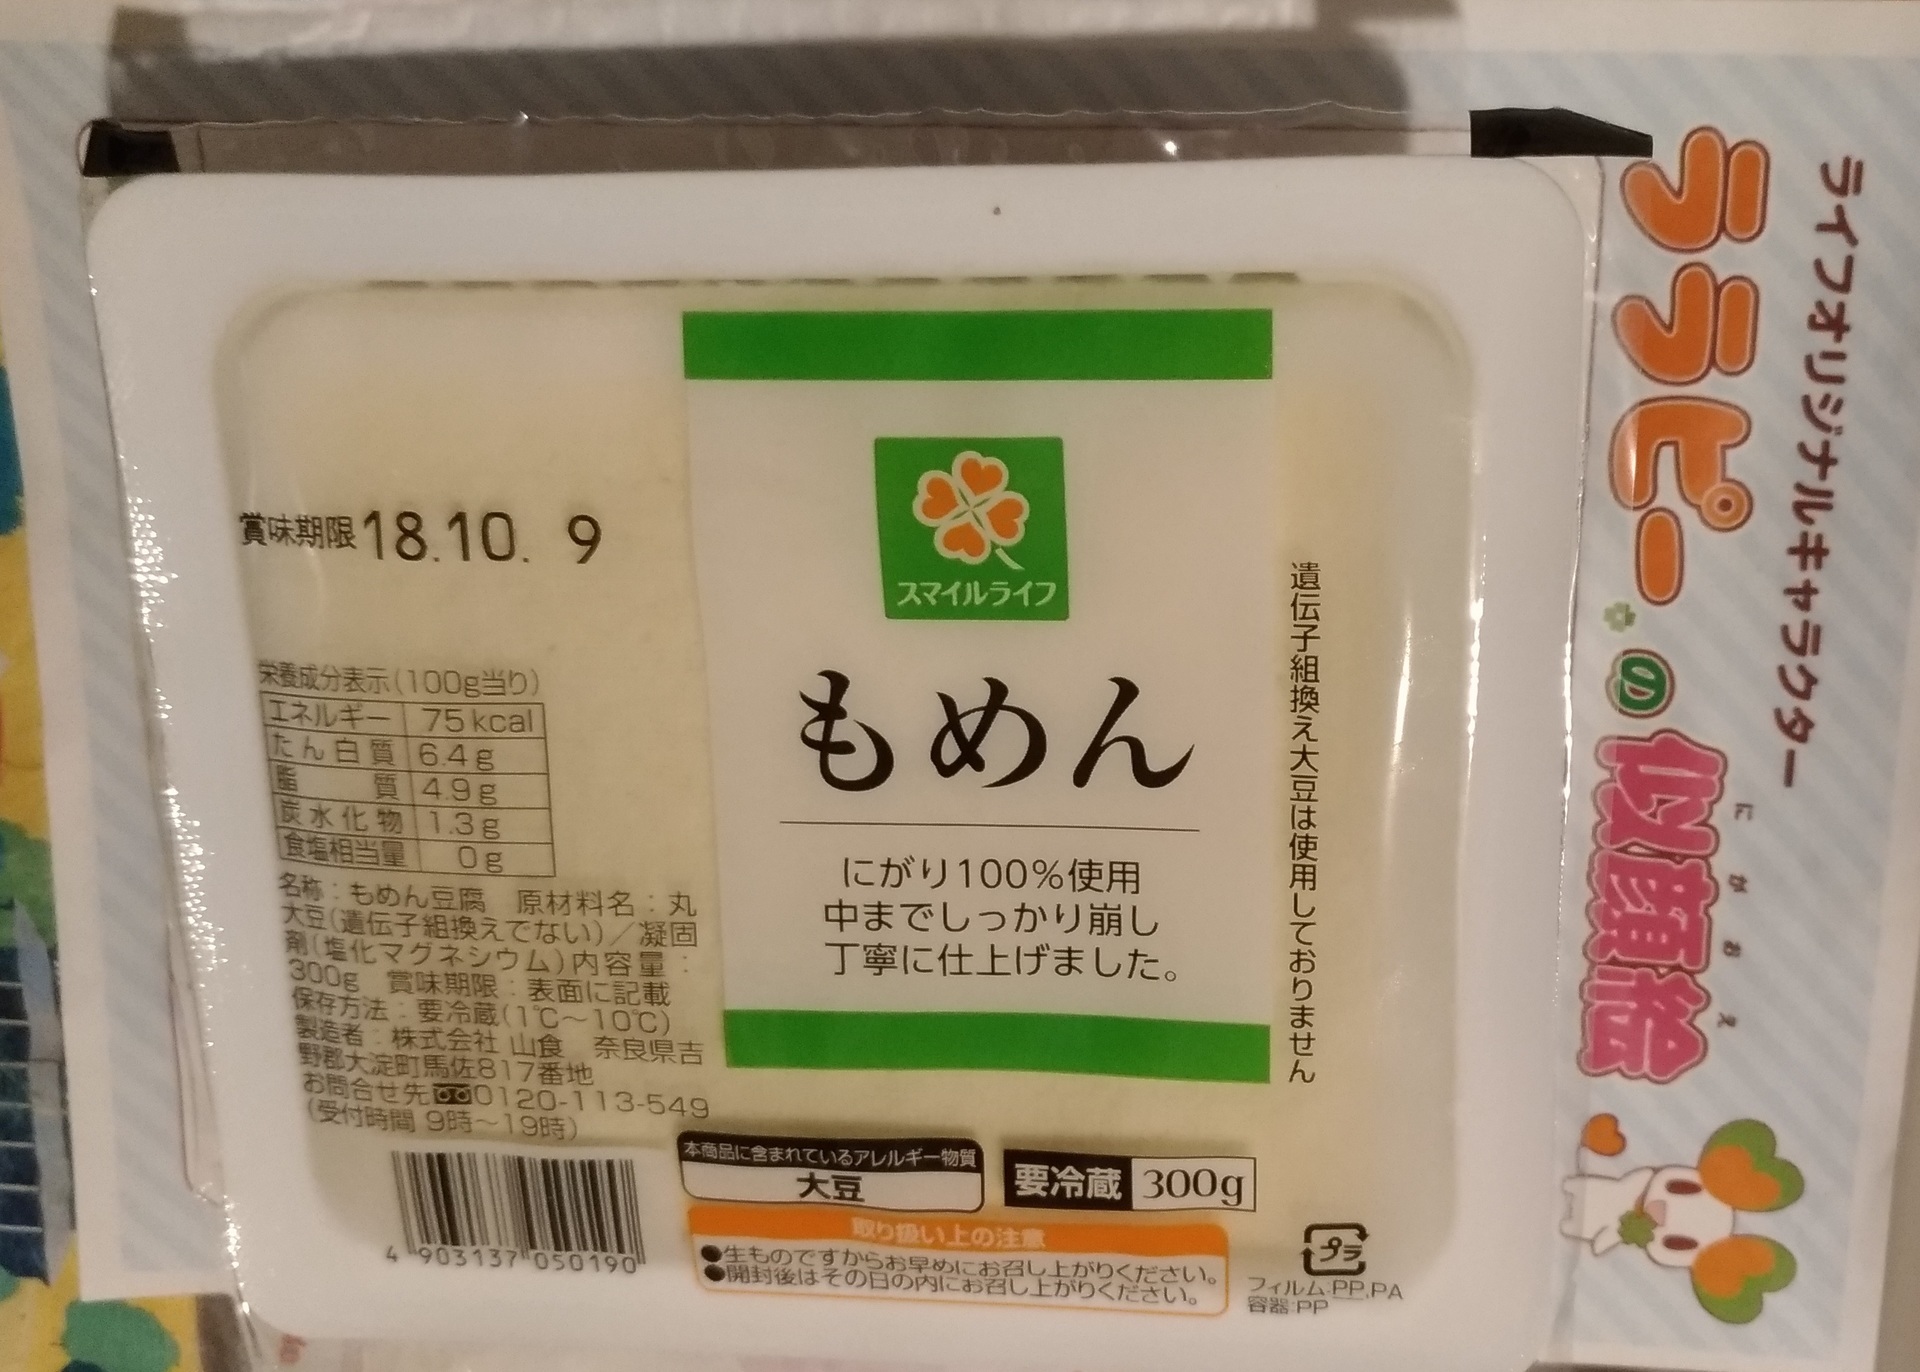 賞味期限 18.10. 9
栄養成分表示(100g当り)
エネルギー 75kcal
たん白質 6.4g
脂質 4.9g
炭水化物 1.3g
食塩相当量 0g
名称：もめん豆腐 原材料名：丸
大豆(遺伝子組換えでない)／凝固
剤(塩化マグネシウム)内容量：
300g 賞味期限：表面に記載
保存方法：要冷蔵(1℃～10℃)
製造者：株式会社 山食 奈良県吉
野郡大淀町馬佐817番地
お問合せ先 0120-113-549
(受付時間 9時～19時)
4 903137 050190
スマイルライフ
もめん
にがり100%使用
中までしっかり崩し
丁寧に仕上げました。
遺伝子組換え大豆は使用しておりません
本商品に含まれているアレルギー物質
大豆
要冷蔵 300g
取り扱い上の注意
●生ものですからお早めにお召し上がりください。
●開封後はその日の内にお召し上がりください。
プラ
フィルム:PP,PA
容器:PP
ライフオリジナルキャラクター
ララピーの似顔絵
にがおえ